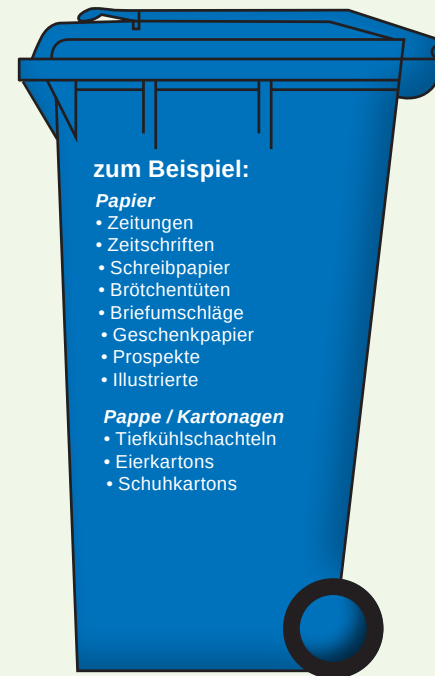 zum Beispiel:
Papier
• Zeitungen
• Zeitschriften
• Schreibpapier
• Brötchentüten
• Briefumschläge
• Geschenkpapier
• Prospekte
• Illustrierte
Pappe / Kartonagen
• Tiefkühlschachteln
• Eierkartons
• Schuhkartons